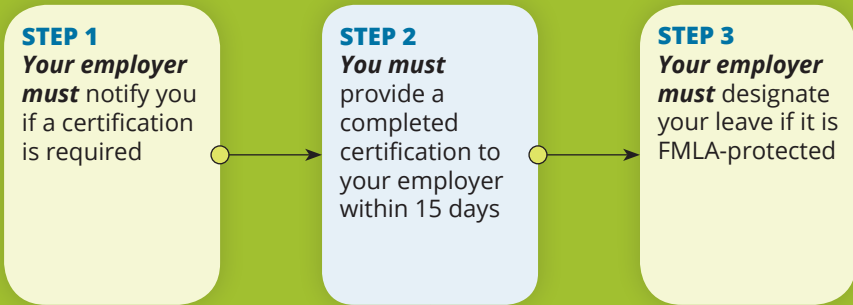 STEP 1
Your employer
must notify you
if a certification
is required
STEP 2
You must
provide a
completed
certification to
your employer
within 15 days
STEP 3
Your employer
must designate
your leave if it is
FMLA-protected